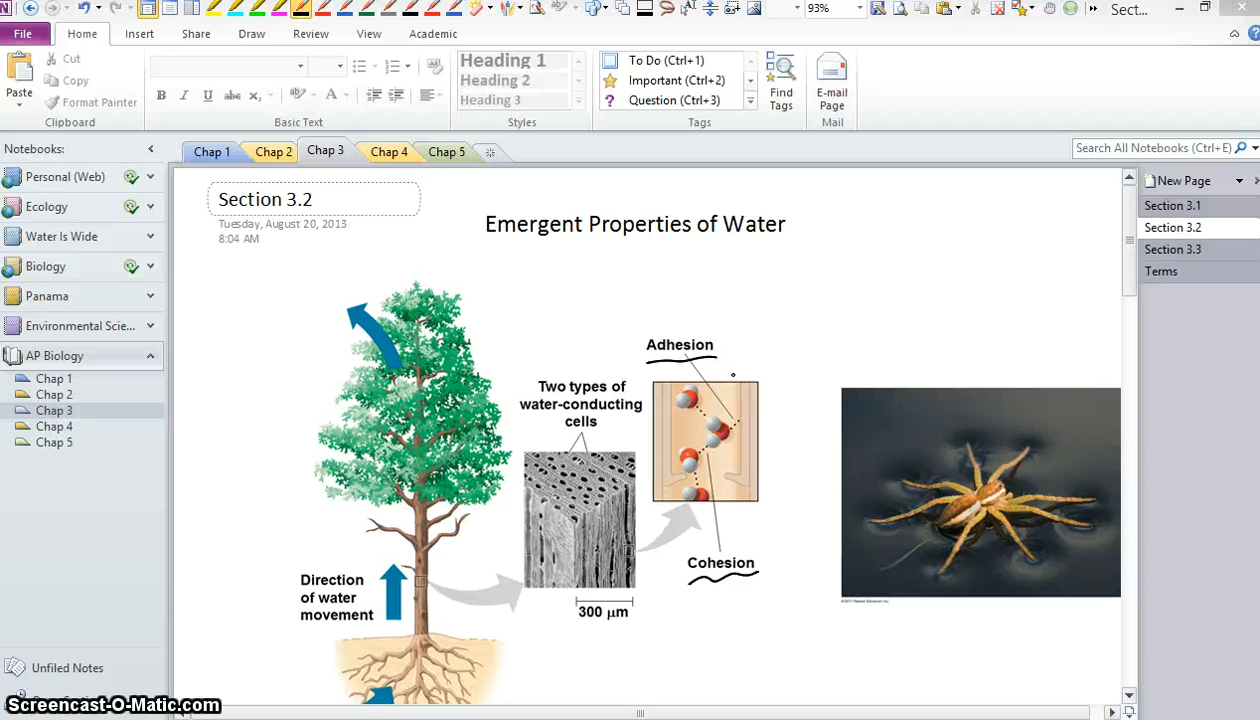 93%
Sect...
File
Home
Insert
Share
Draw
Review
View
Academic
Paste
Cut
Copy
Format Painter
Clipboard
B I U abc x₂ A
Basic Text
Heading 1
Heading 2
Heading 3
Styles
To Do (Ctrl+1)
Important (Ctrl+2)
? Question (Ctrl+3)
Tags
Find
Tags
E-mail
Page
Mail
Notebooks:
Personal (Web)
Ecology
Water Is Wide
Biology
Panama
Environmental Scie...
AP Biology
Chap 1
Chap 2
Chap 3
Chap 4
Chap 5
Unfiled Notes
Chap 1
Chap 2
Chap 3
Chap 4
Chap 5
Search All Notebooks (Ctrl+E)
New Page
Section 3.1
Section 3.2
Section 3.3
Terms
Section 3.2
Tuesday, August 20, 2013
8:04 AM
Emergent Properties of Water
Adhesion
Two types of
water-conducting
cells
Cohesion
300 µm
Direction
of water
movement
Screencast-O-Matic.com